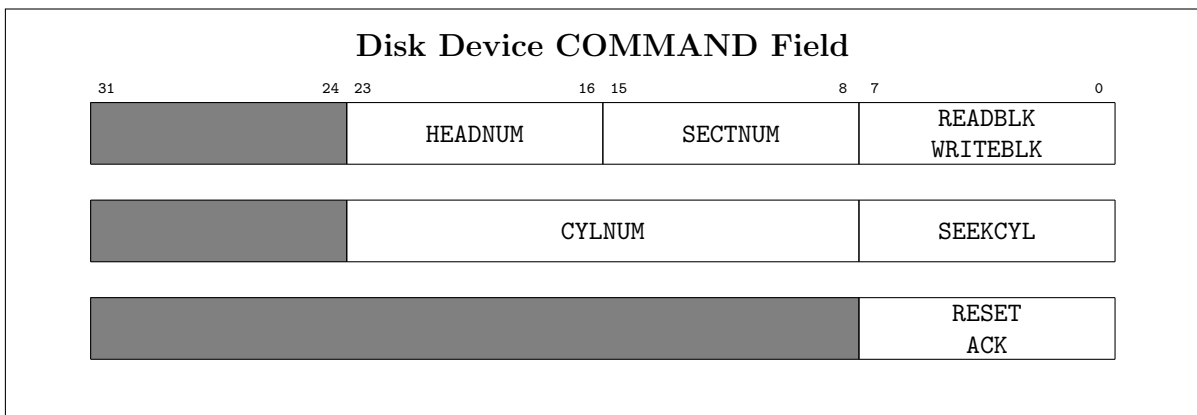 Disk Device COMMAND Field
31 24 23 16 15 8 7 0
HEADNUM SECTNUM READBLK
WRITEBLK
CYLNUM SEEKCYL
RESET
ACK